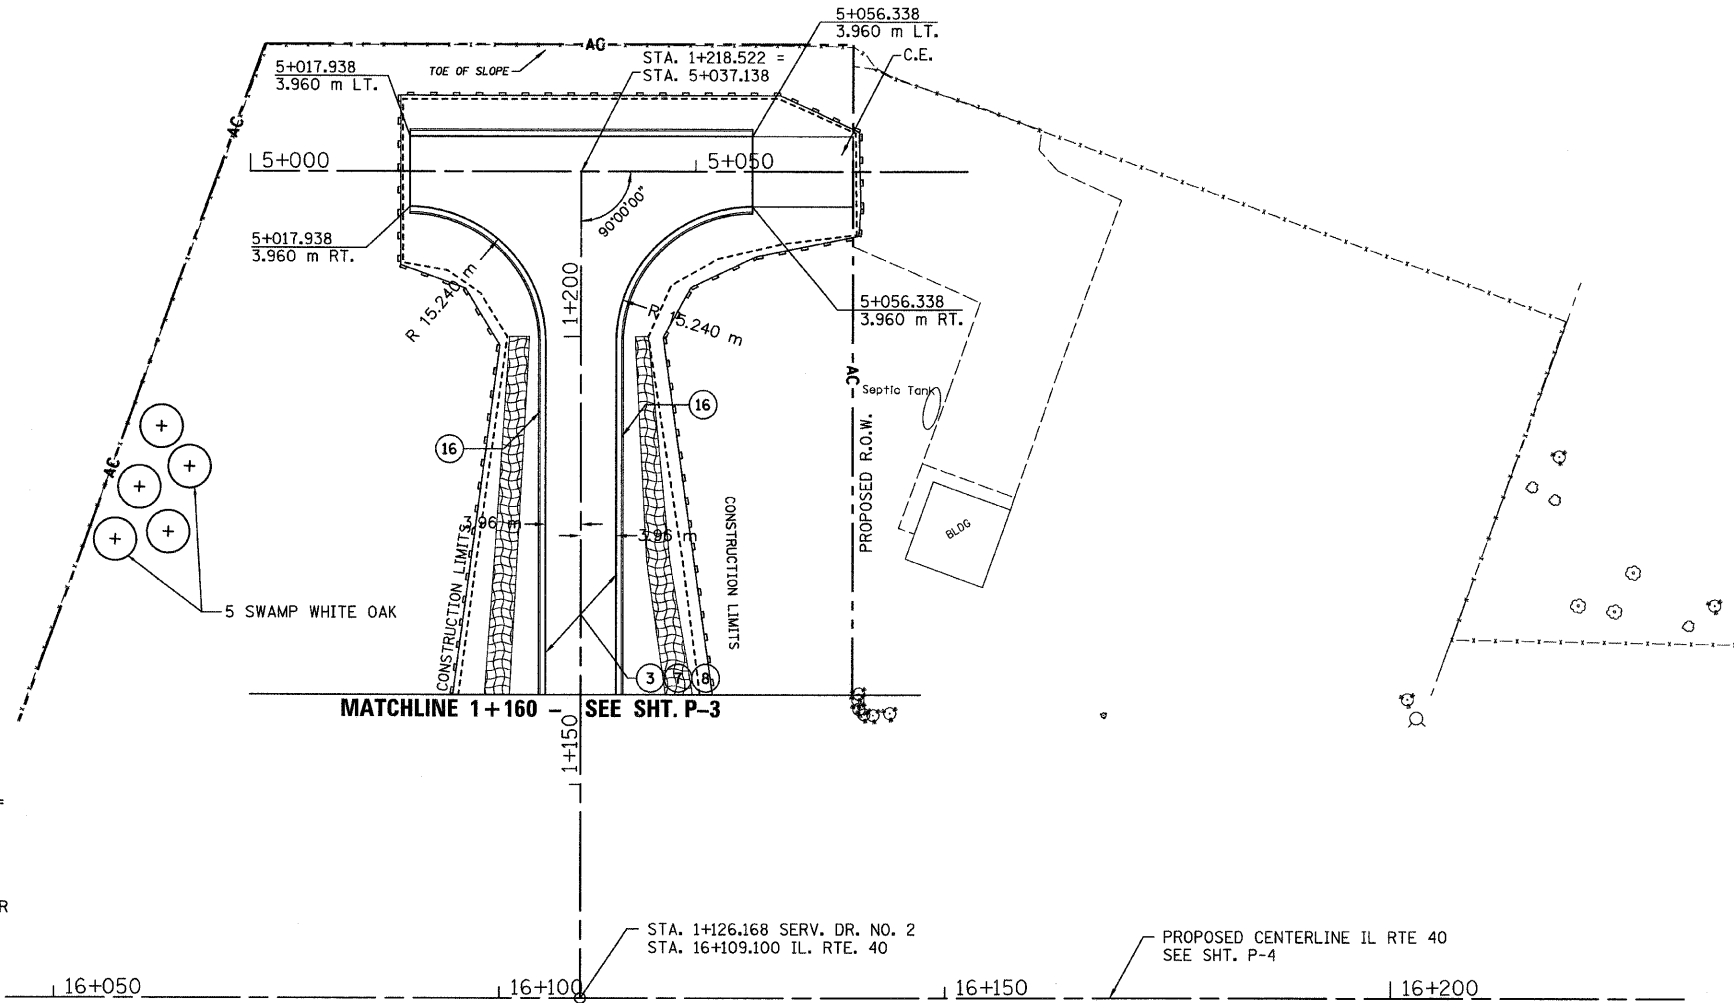 5+056.338
3.960 m LT.
AC
STA. 1+218.522 =
STA. 5+037.138
C.E.
5+017.938
3.960 m LT.
TOE OF SLOPE
AC
5+000
5+050
90°00'00"
5+017.938
3.960 m RT.
R 15.240 m
1+200
R 15.240 m
5+056.338
3.960 m RT.
AC
Septic Tank
16
16
PROPOSED R.O.W.
AC
BLDG
3.96 m
3.96 m
CONSTRUCTION LIMITS
CONSTRUCTION LIMITS
5 SWAMP WHITE OAK
3
7
8
MATCHLINE 1+160 - SEE SHT. P-3
1+150
=
R
STA. 1+126.168 SERV. DR. NO. 2
STA. 16+109.100 IL. RTE. 40
PROPOSED CENTERLINE IL RTE 40
SEE SHT. P-4
16+050
16+100
16+150
16+200